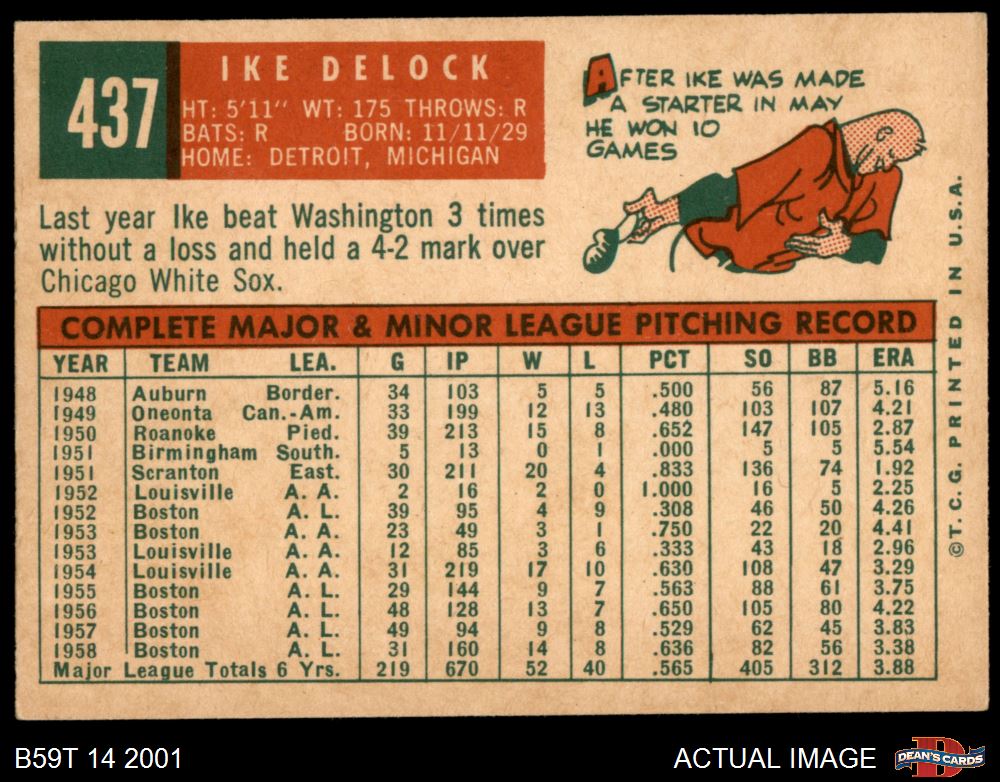 437
IKE DELOCK
HT: 5'11" WT: 175 THROWS: R
BATS: R BORN: 11/11/29
HOME: DETROIT, MICHIGAN
AFTER IKE WAS MADE
A STARTER IN MAY
HE WON 10
GAMES
Last year Ike beat Washington 3 times
without a loss and held a 4-2 mark over
Chicago White Sox.
COMPLETE MAJOR & MINOR LEAGUE PITCHING RECORD
YEAR TEAM LEA. G IP W L PCT SO BB ERA
1948 Auburn Border. 34 103 5 5 .500 56 87 5.16
1949 Oneonta Can.-Am. 33 199 12 13 .480 103 107 4.21
1950 Roanoke Pied. 39 213 15 8 .652 147 105 2.87
1951 Birmingham South. 5 13 0 1 .000 5 5 5.54
1951 Scranton East. 30 211 20 4 .833 136 74 1.92
1952 Louisville A. A. 2 16 2 0 1.000 16 5 2.25
1952 Boston A. L. 39 95 4 9 .308 46 50 4.26
1953 Boston A. A. 23 49 3 1 .750 22 20 4.41
1953 Louisville A. A. 12 85 3 6 .333 43 18 2.96
1954 Louisville A. A. 31 219 17 10 .630 108 47 3.29
1955 Boston A. L. 29 144 9 7 .563 88 61 3.75
1956 Boston A. L. 48 128 13 7 .650 105 80 4.22
1957 Boston A. L. 49 94 9 8 .529 62 45 3.83
1958 Boston A. L. 31 160 14 8 .636 82 56 3.38
Major League Totals 6 Yrs. 219 670 52 40 .565 405 312 3.88
© T. C. G. PRINTED IN U. S. A.
B59T 14 2001
ACTUAL IMAGE
D
DEAN'S CARDS